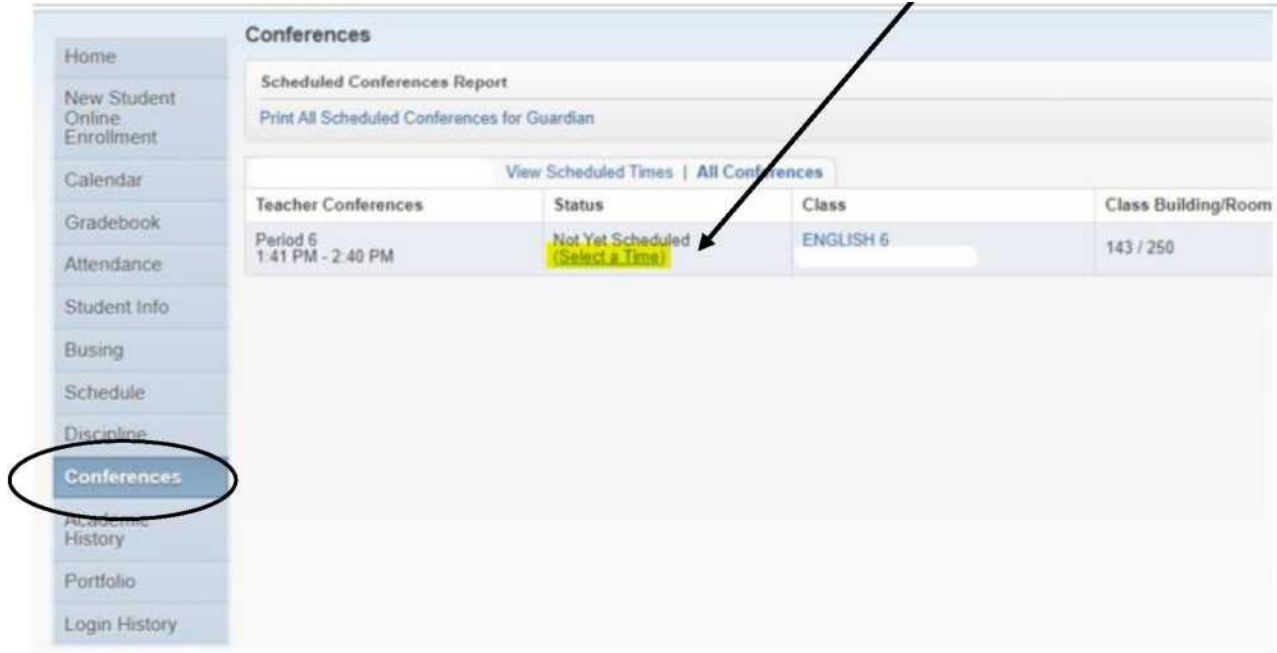 Home
New Student
Online
Enrollment
Calendar
Gradebook
Attendance
Student Info
Busing
Schedule
Discipline
Conferences
Academic
History
Portfolio
Login History
Conferences
Scheduled Conferences Report
Print All Scheduled Conferences for Guardian
View Scheduled Times | All Conferences
Teacher Conferences Status Class Class Building/Room
Period 6 Not Yet Scheduled ENGLISH 6 143 / 250
1:41 PM - 2:40 PM (Select a Time)